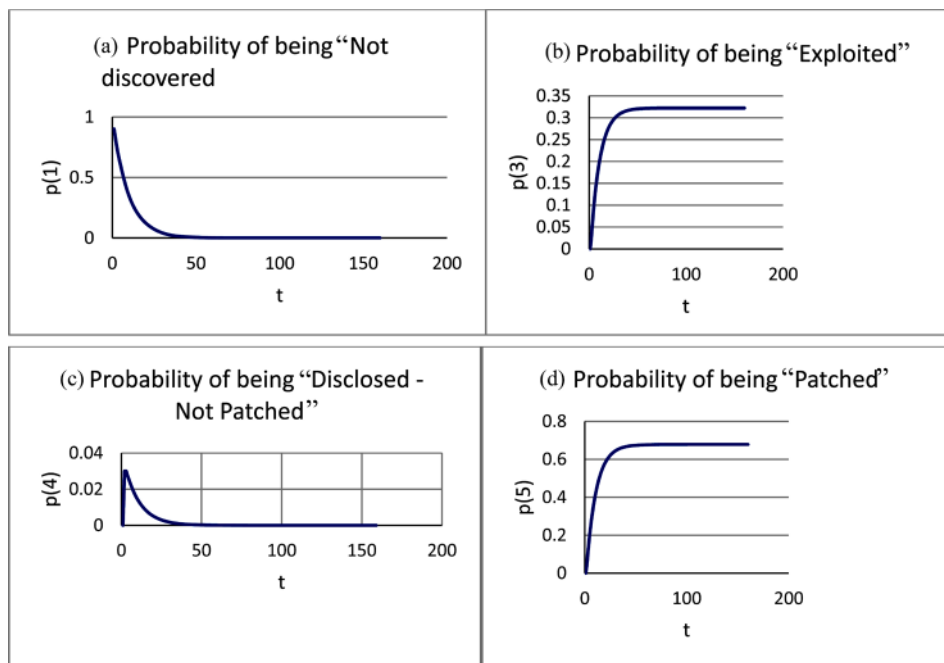 (a) Probability of being “Not
discovered
1
0.5
0
p(1)
0 50 100 150 200
t
(b) Probability of being “Exploited”
0.35
0.3
0.25
0.2
0.15
0.1
0.05
0
p(3)
0 100 200
t
(c) Probability of being “Disclosed -
Not Patched”
0.04
0.02
0
p(4)
0 50 100 150 200
t
(d) Probability of being “Patched”
0.8
0.6
0.4
0.2
0
p(5)
0 100 200
t